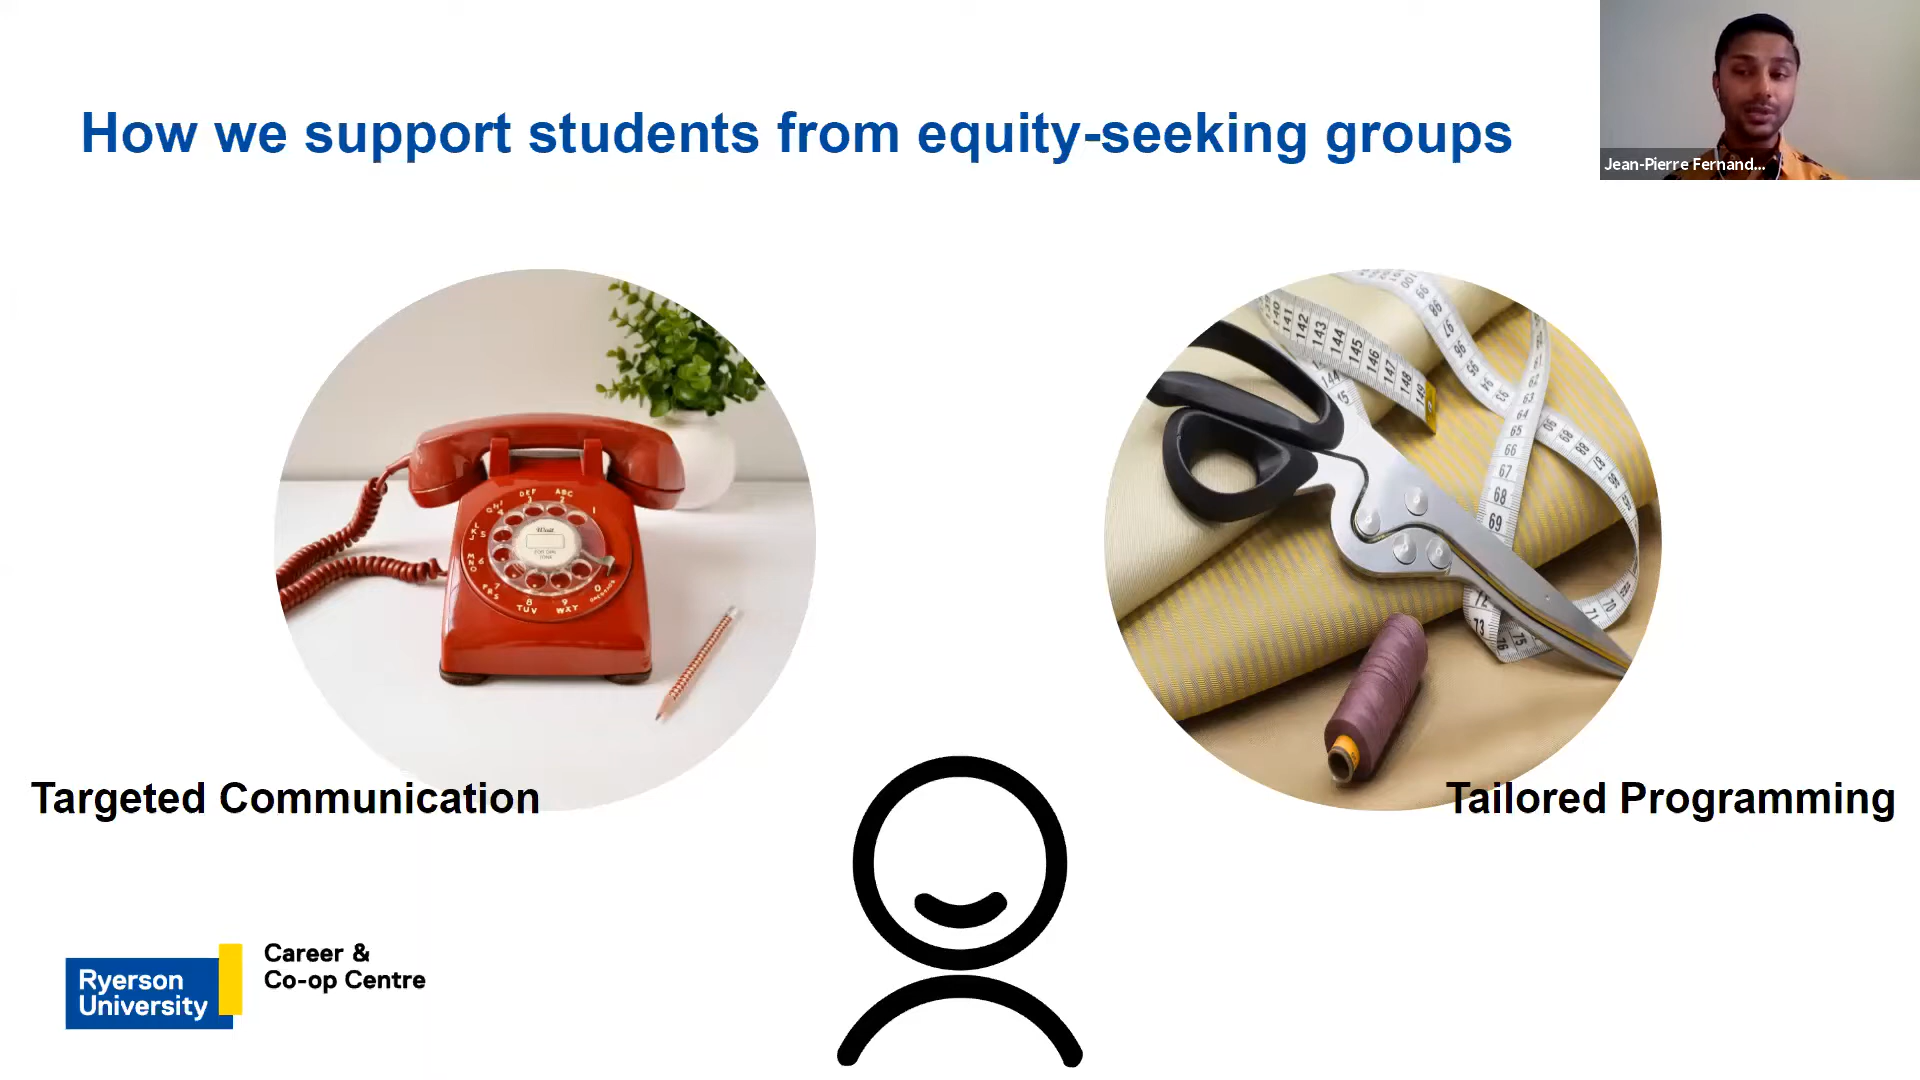 How we support students from equity-seeking groups
Jean-Pierre Fernand...
Targeted Communication
Tailored Programming
Ryerson
University
Career &
Co-op Centre